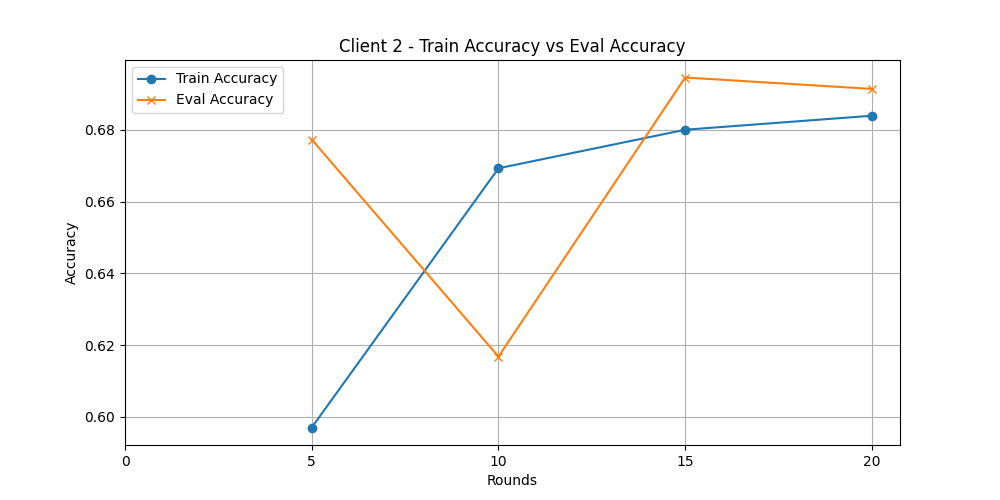 Client 2 - Train Accuracy vs Eval Accuracy
Train Accuracy
Eval Accuracy
Accuracy
0.68
0.66
0.64
0.62
0.60
0 5 10 15 20
Rounds